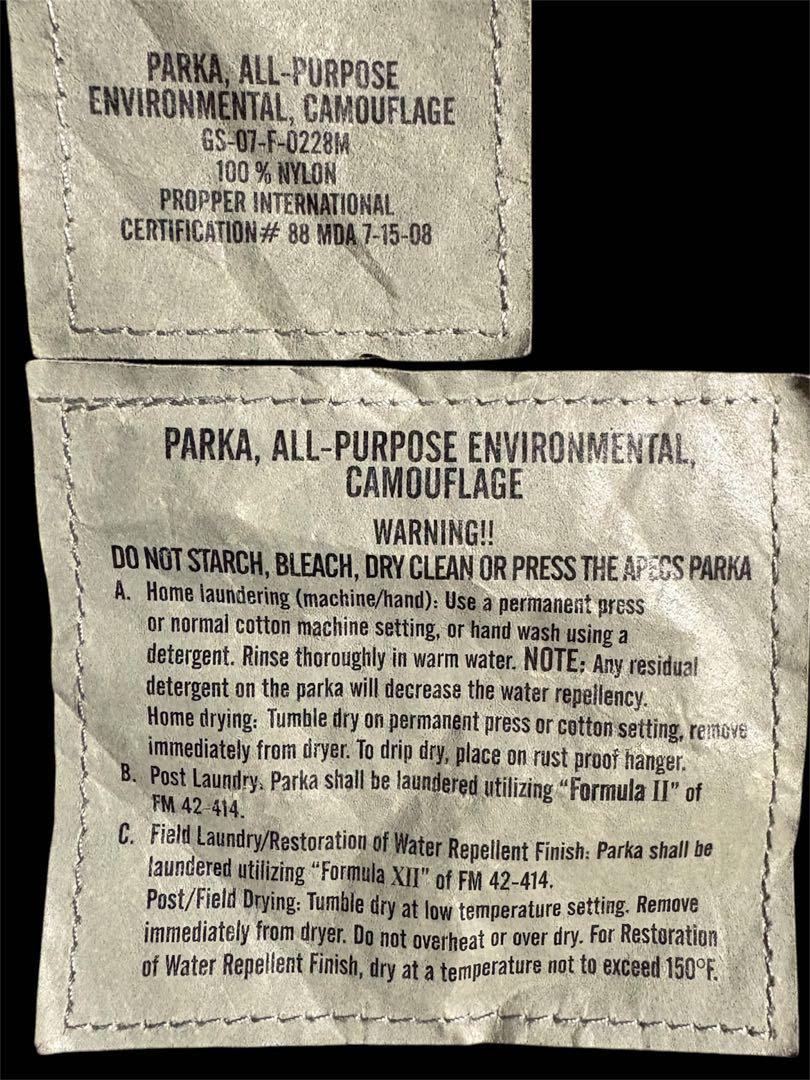 PARKA, ALL-PURPOSE
ENVIRONMENTAL, CAMOUFLAGE
GS-07-F-0228M
100 % NYLON
PROPPER INTERNATIONAL
CERTIFICATION# 88 MDA 7-15-08
PARKA, ALL-PURPOSE ENVIRONMENTAL,
CAMOUFLAGE
WARNING!!
DO NOT STARCH, BLEACH, DRY CLEAN OR PRESS THE APECS PARKA
A. Home laundering (machine/hand): Use a permanent press
or normal cotton machine setting, or hand wash using a
detergent. Rinse thoroughly in warm water. NOTE: Any residual
detergent on the parka will decrease the water repellency.
Home drying: Tumble dry on permanent press or cotton setting, remove
immediately from dryer. To drip dry, place on rust proof hanger.
B. Post Laundry: Parka shall be laundered utilizing “Formula II” of
FM 42-414.
C. Field Laundry/Restoration of Water Repellent Finish: Parka shall be
laundered utilizing “Formula XII” of FM 42-414.
Post/Field Drying: Tumble dry at low temperature setting. Remove
immediately from dryer. Do not overheat or over dry. For Restoration
of Water Repellent Finish, dry at a temperature not to exceed 150°F.